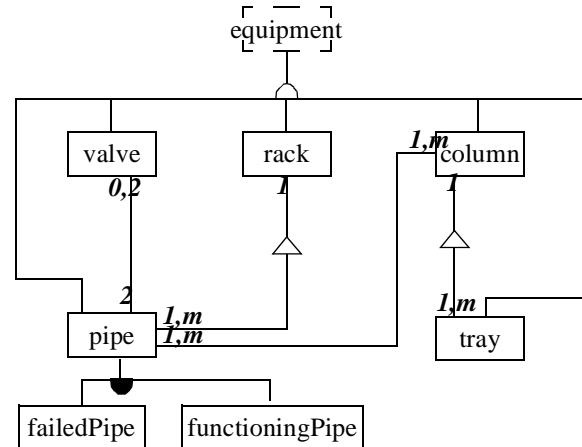 equipment
valve
rack
1,m
column
0,2
1
1
2
1,m
1,m
1,m
pipe
tray
failedPipe
functioningPipe